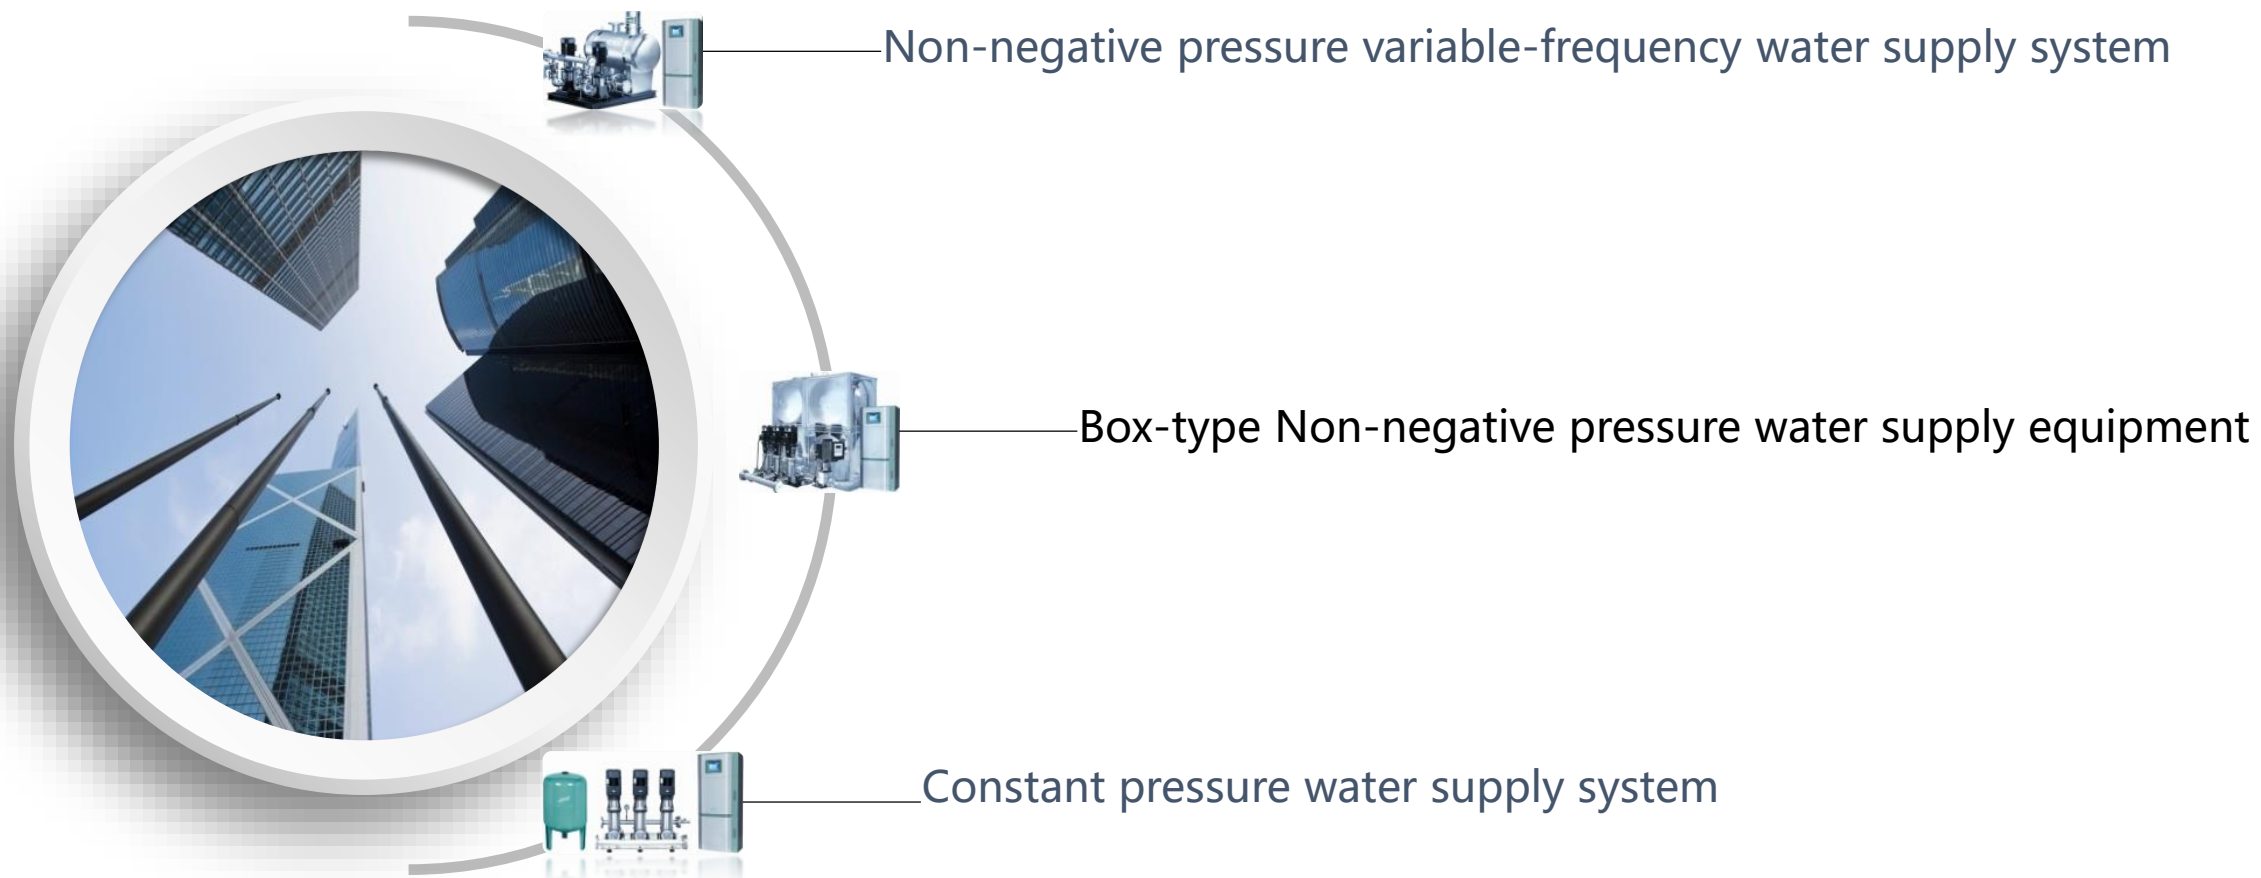 Non-negative pressure variable-frequency water supply system
Box-type Non-negative pressure water supply equipment
Constant pressure water supply system